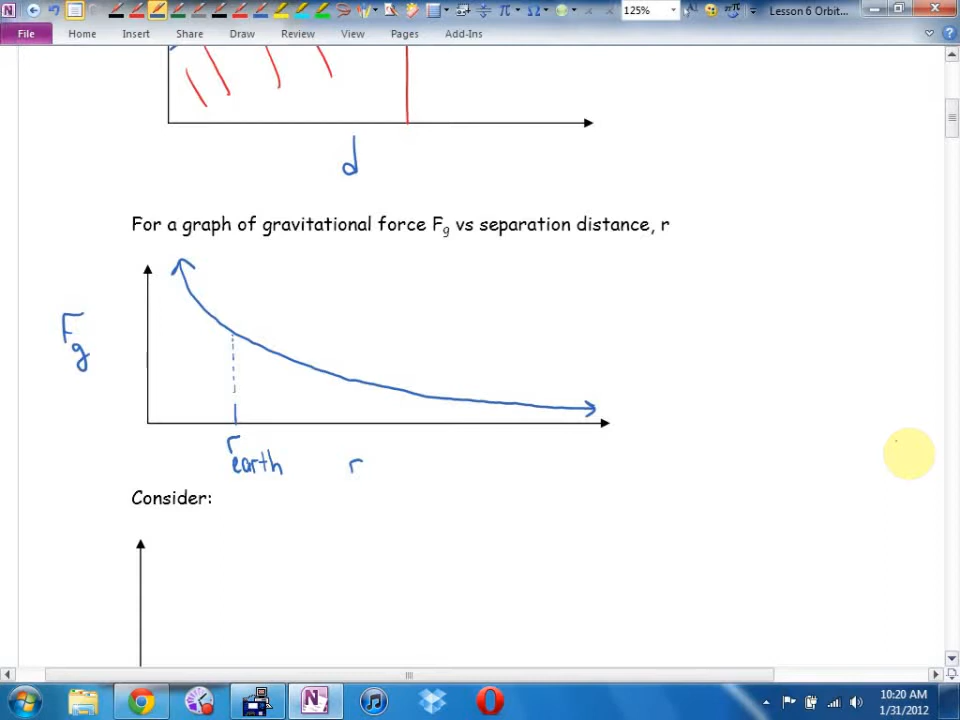 125%
Lesson 6 Orbit...
File Home Insert Share Draw Review View Pages Add-Ins
d
For a graph of gravitational force Fg vs separation distance, r
Fg
rearth r
Consider:
10:20 AM
1/31/2012